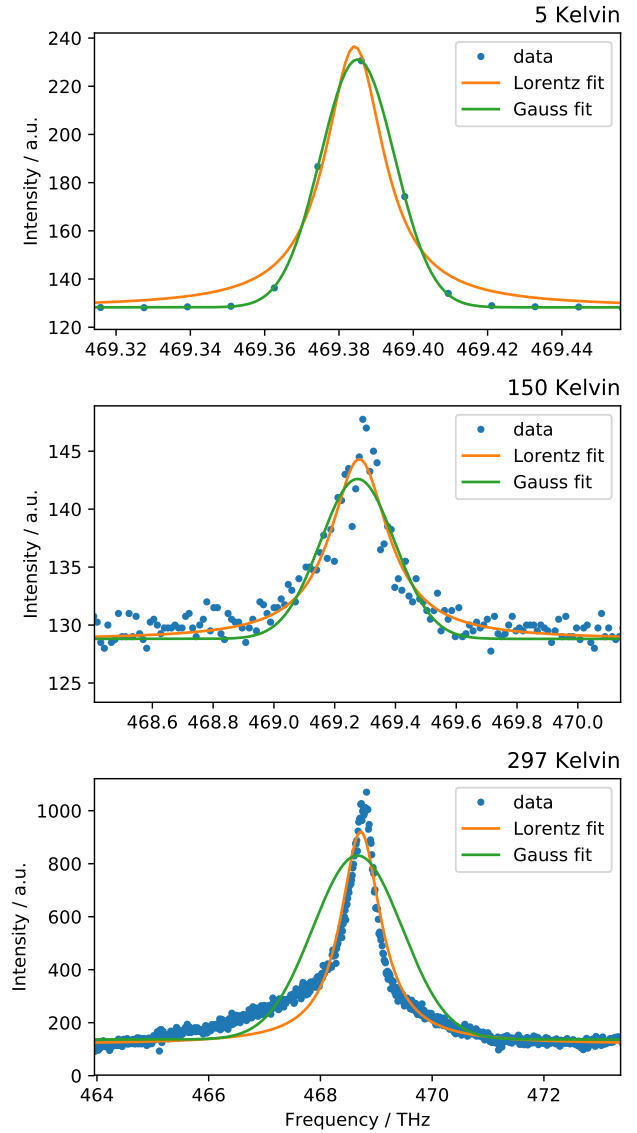 5 Kelvin
240
220
200
180
160
140
120
Intensity / a.u.
data
Lorentz fit
Gauss fit
469.32 469.34 469.36 469.38 469.40 469.42 469.44
150 Kelvin
145
140
135
130
125
Intensity / a.u.
data
Lorentz fit
Gauss fit
468.6 468.8 469.0 469.2 469.4 469.6 469.8 470.0
297 Kelvin
1000
800
600
400
200
0
Intensity / a.u.
data
Lorentz fit
Gauss fit
464 466 468 470 472
Frequency / THz